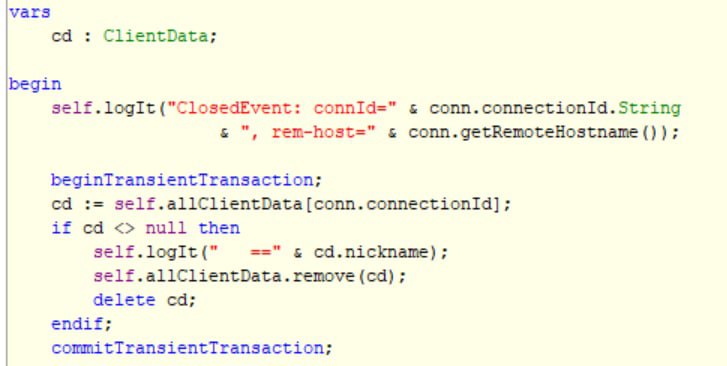 vars
cd : ClientData;
begin
self.logIt("ClosedEvent: connId=" & conn.connectionId.String
& ", rem-host=" & conn.getRemoteHostname());
beginTransientTransaction;
cd := self.allClientData[conn.connectionId];
if cd <> null then
self.logIt("   ==" & cd.nickname);
self.allClientData.remove(cd);
delete cd;
endif;
commitTransientTransaction;